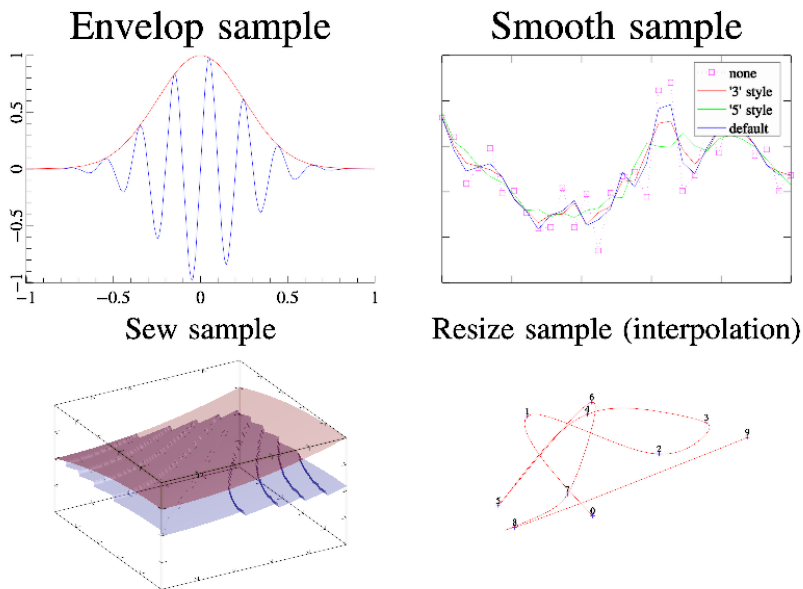 Envelop sample
Smooth sample
1
0.5
0
−0.5
−1
−1
−0.5
0
0.5
1
none
'3' style
'5' style
default
Sew sample
Resize sample (interpolation)
6
1
4
3
9
2
7
5
8
0